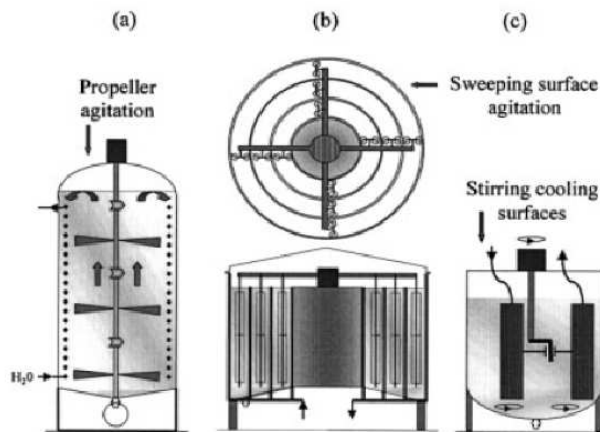 (a)
(b)
(c)
Propeller
agitation
Sweeping surface
agitation
Stirring cooling
surfaces
H₂0